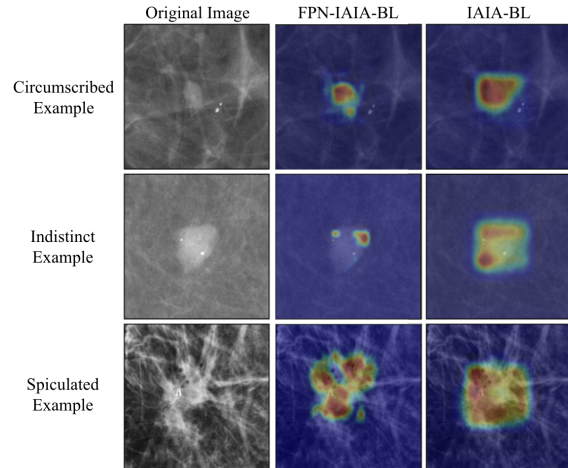 Original Image
FPN-IAIA-BL
IAIA-BL
Circumscribed
Example
Indistinct
Example
Spiculated
Example